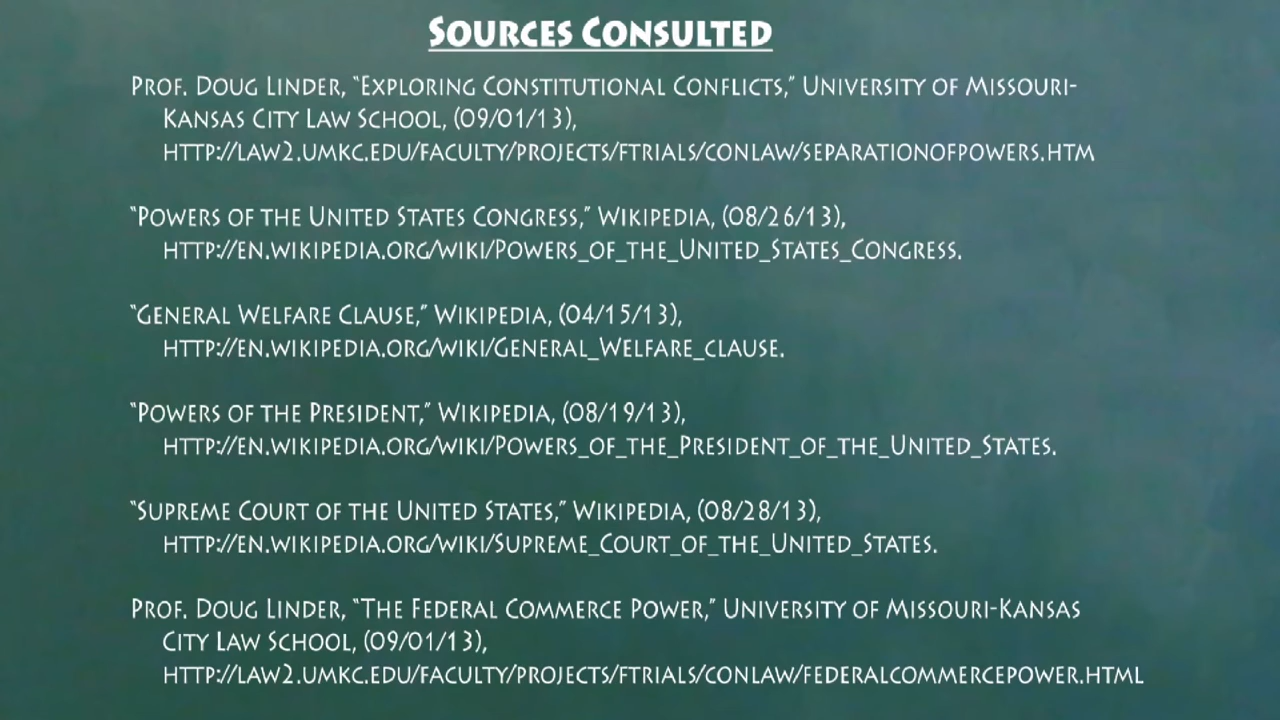 Sources Consulted
Prof. Doug Linder, “Exploring Constitutional Conflicts,” University of Missouri-
Kansas City Law School, (09/01/13),
http://law2.umkc.edu/faculty/projects/ftrials/conlaw/separationofpowers.htm
“Powers of the United States Congress,” Wikipedia, (08/26/13),
http://en.wikipedia.org/wiki/Powers_of_the_United_States_Congress.
“General Welfare Clause,” Wikipedia, (04/15/13),
http://en.wikipedia.org/wiki/General_Welfare_clause.
“Powers of the President,” Wikipedia, (08/19/13),
http://en.wikipedia.org/wiki/Powers_of_the_President_of_the_United_States.
“Supreme Court of the United States,” Wikipedia, (08/28/13),
http://en.wikipedia.org/wiki/Supreme_Court_of_the_United_States.
Prof. Doug Linder, “The Federal Commerce Power,” University of Missouri-Kansas
City Law School, (09/01/13),
http://law2.umkc.edu/faculty/projects/ftrials/conlaw/federalcommercepower.html